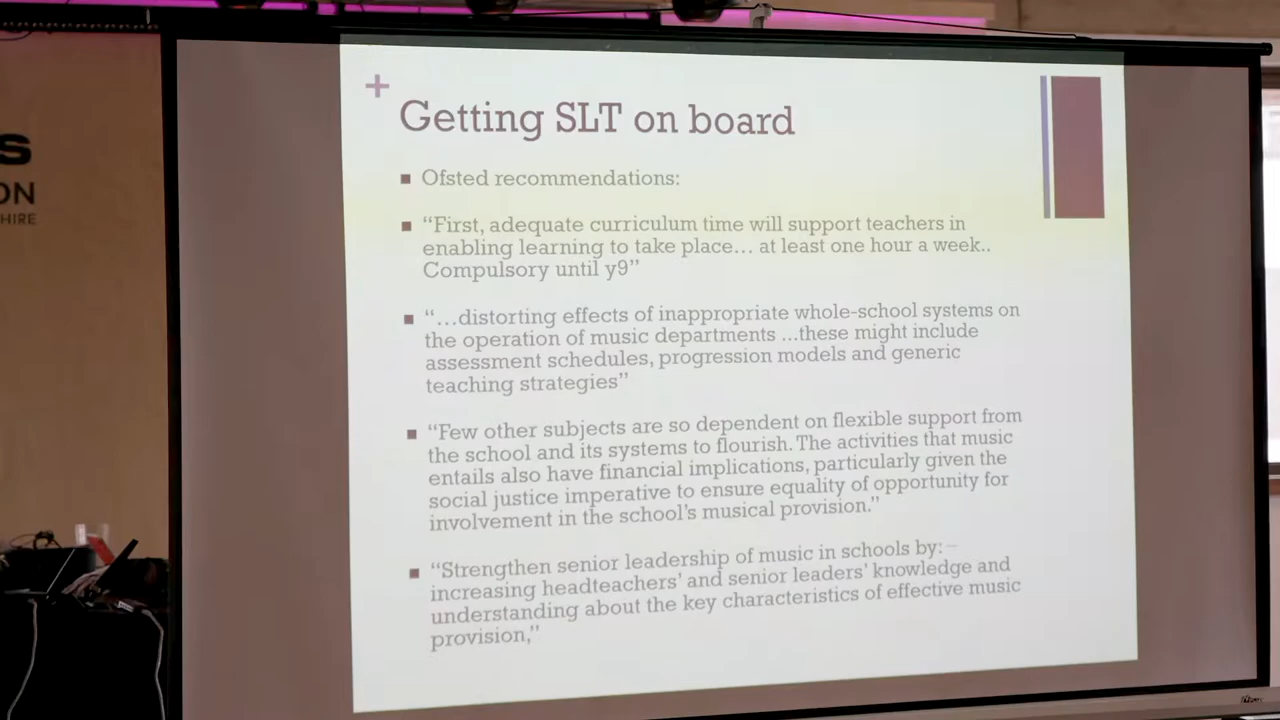 S
ON
HIRE
+
Getting SLT on board
■ Ofsted recommendations:
■ “First, adequate curriculum time will support teachers in
enabling learning to take place... at least one hour a week..
Compulsory until y9”
■ “...distorting effects of inappropriate whole-school systems on
the operation of music departments ...these might include
assessment schedules, progression models and generic
teaching strategies”
■ “Few other subjects are so dependent on flexible support from
the school and its systems to flourish. The activities that music
entails also have financial implications, particularly given the
social justice imperative to ensure equality of opportunity for
involvement in the school’s musical provision.”
■ “Strengthen senior leadership of music in schools by: –
increasing headteachers’ and senior leaders’ knowledge and
understanding about the key characteristics of effective music
provision,”